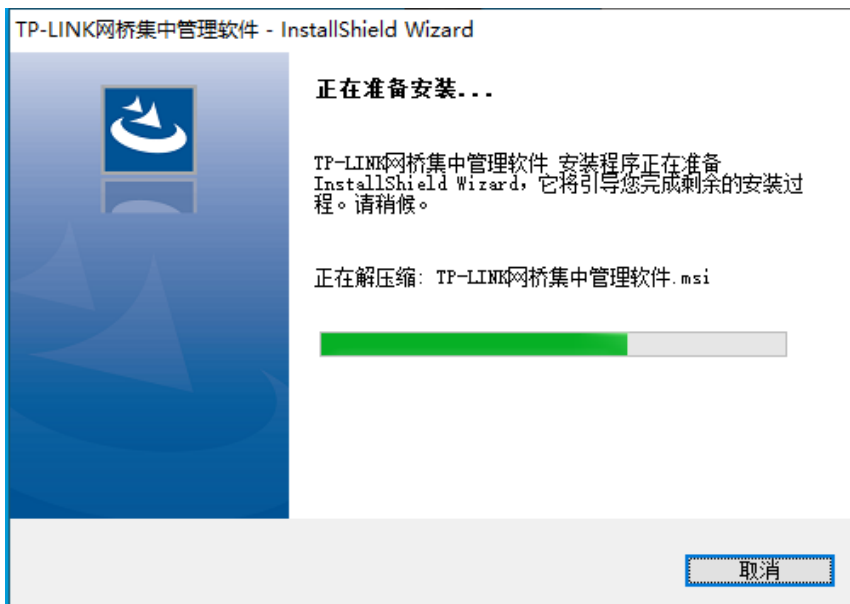 TP-LINK网桥集中管理软件 - InstallShield Wizard
正在准备安装...
TP-LINK网桥集中管理软件 安装程序正在准备
InstallShield Wizard，它将引导您完成剩余的安装过
程。请稍候。
正在解压缩: TP-LINK网桥集中管理软件.msi
取消